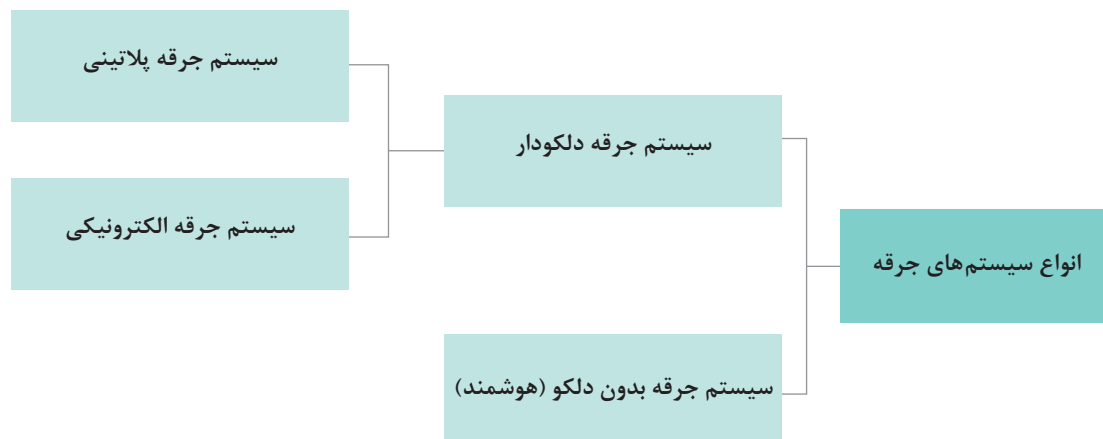 انواع سیستم‌های جرقه
سیستم جرقه دلکودار
سیستم جرقه پلاتینی
سیستم جرقه الکترونیکی
سیستم جرقه بدون دلکو (هوشمند)